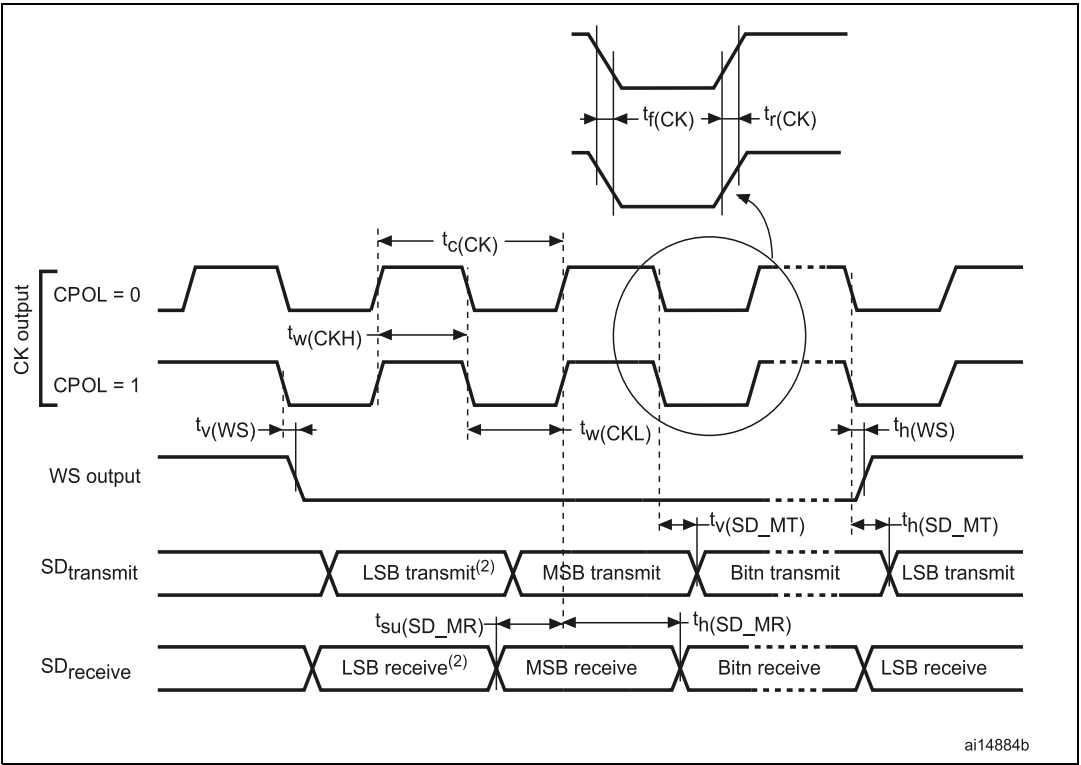 tf(CK)
tr(CK)
tc(CK)
CK output
CPOL = 0
tw(CKH)
CPOL = 1
tv(WS)
tw(CKL)
th(WS)
WS output
tv(SD_MT)
th(SD_MT)
SDtransmit
LSB transmit(2)
MSB transmit
Bitn transmit
LSB transmit
tsu(SD_MR)
th(SD_MR)
SDreceive
LSB receive(2)
MSB receive
Bitn receive
LSB receive
ai14884b